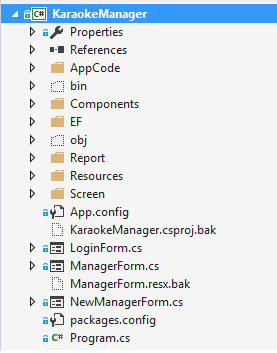 C# KaraokeManager
Properties
References
AppCode
bin
Components
EF
obj
Report
Resources
Screen
App.config
KaraokeManager.csproj.bak
LoginForm.cs
ManagerForm.cs
ManagerForm.resx.bak
NewManagerForm.cs
packages.config
C# Program.cs